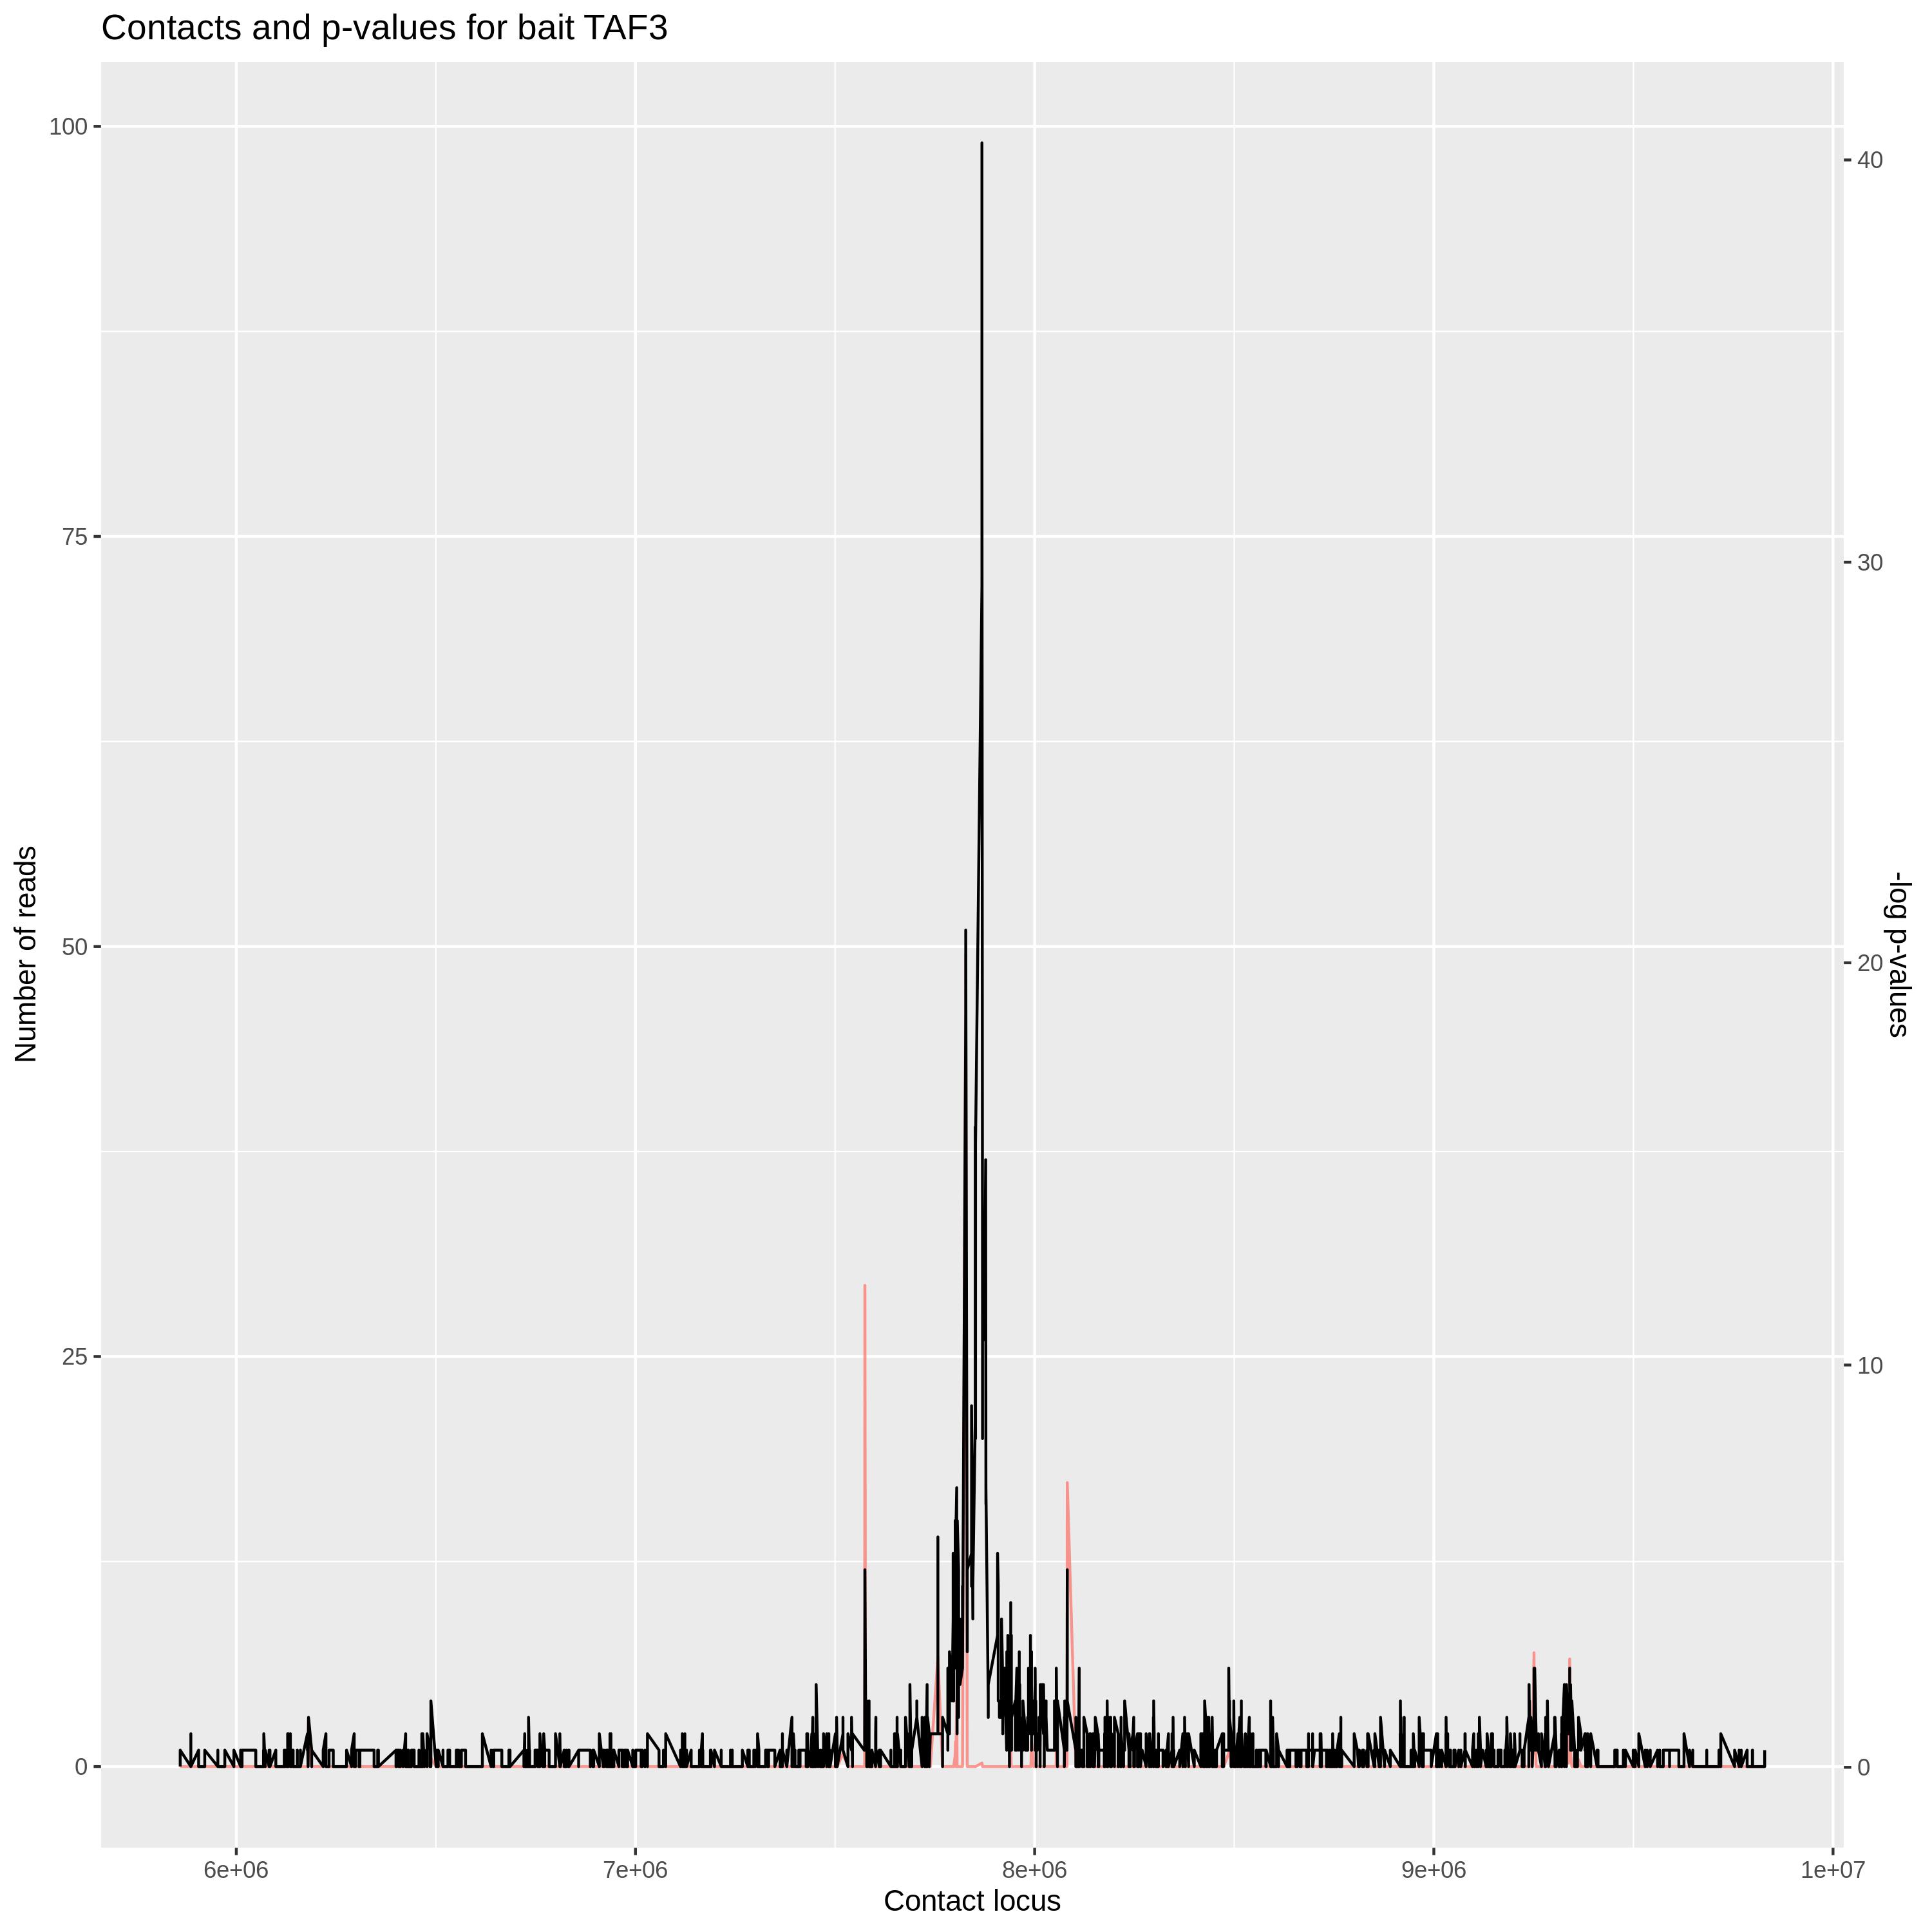 Contacts and p-values for bait TAF3
100
75
50
25
0
Number of reads
40
30
20
10
0
-log p-values
6e+06
7e+06
8e+06
9e+06
1e+07
Contact locus